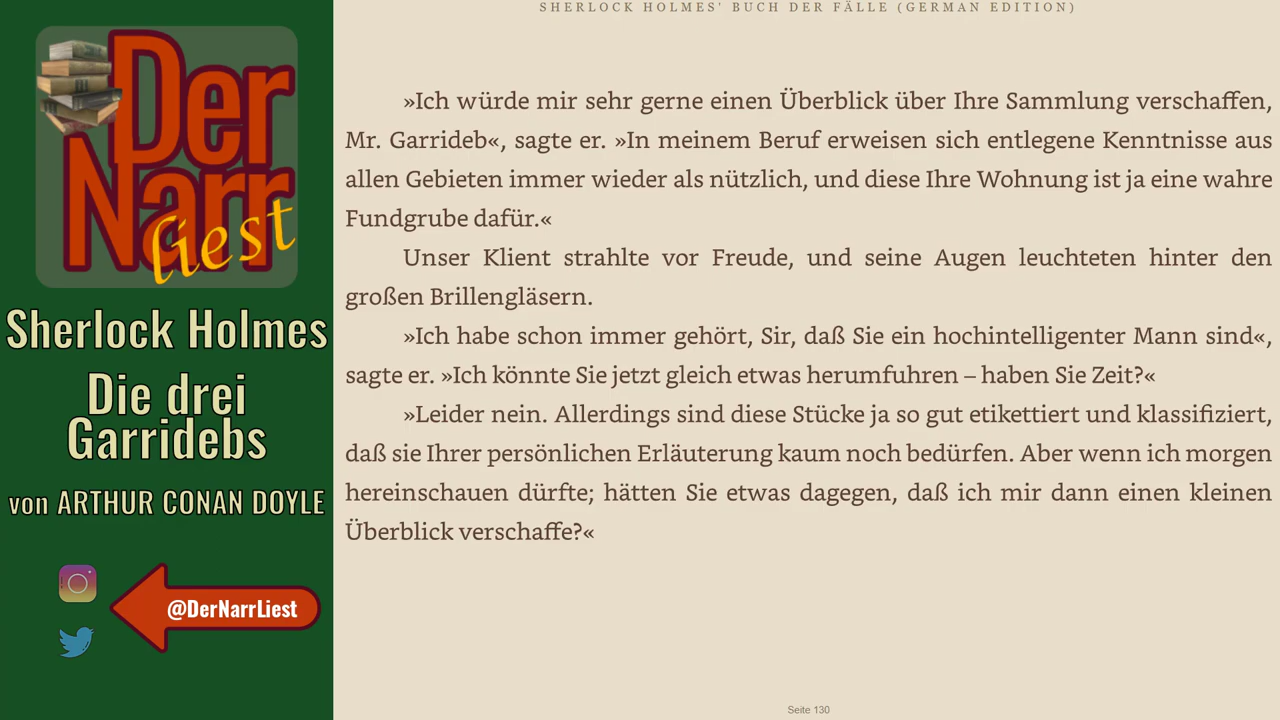 Der
Narr
liest
Sherlock Holmes
Die drei
Garridebs
von ARTHUR CONAN DOYLE
@DerNarrLiest
SHERLOCK HOLMES' BUCH DER FÄLLE (GERMAN EDITION)
»Ich würde mir sehr gerne einen Überblick über Ihre Sammlung verschaffen,
Mr. Garrideb«, sagte er. »In meinem Beruf erweisen sich entlegene Kenntnisse aus
allen Gebieten immer wieder als nützlich, und diese Ihre Wohnung ist ja eine wahre
Fundgrube dafür.«
Unser Klient strahlte vor Freude, und seine Augen leuchteten hinter den
großen Brillengläsern.
»Ich habe schon immer gehört, Sir, daß Sie ein hochintelligenter Mann sind«,
sagte er. »Ich könnte Sie jetzt gleich etwas herumfuhren – haben Sie Zeit?«
»Leider nein. Allerdings sind diese Stücke ja so gut etikettiert und klassifiziert,
daß sie Ihrer persönlichen Erläuterung kaum noch bedürfen. Aber wenn ich morgen
hereinschauen dürfte; hätten Sie etwas dagegen, daß ich mir dann einen kleinen
Überblick verschaffe?«
Seite 130